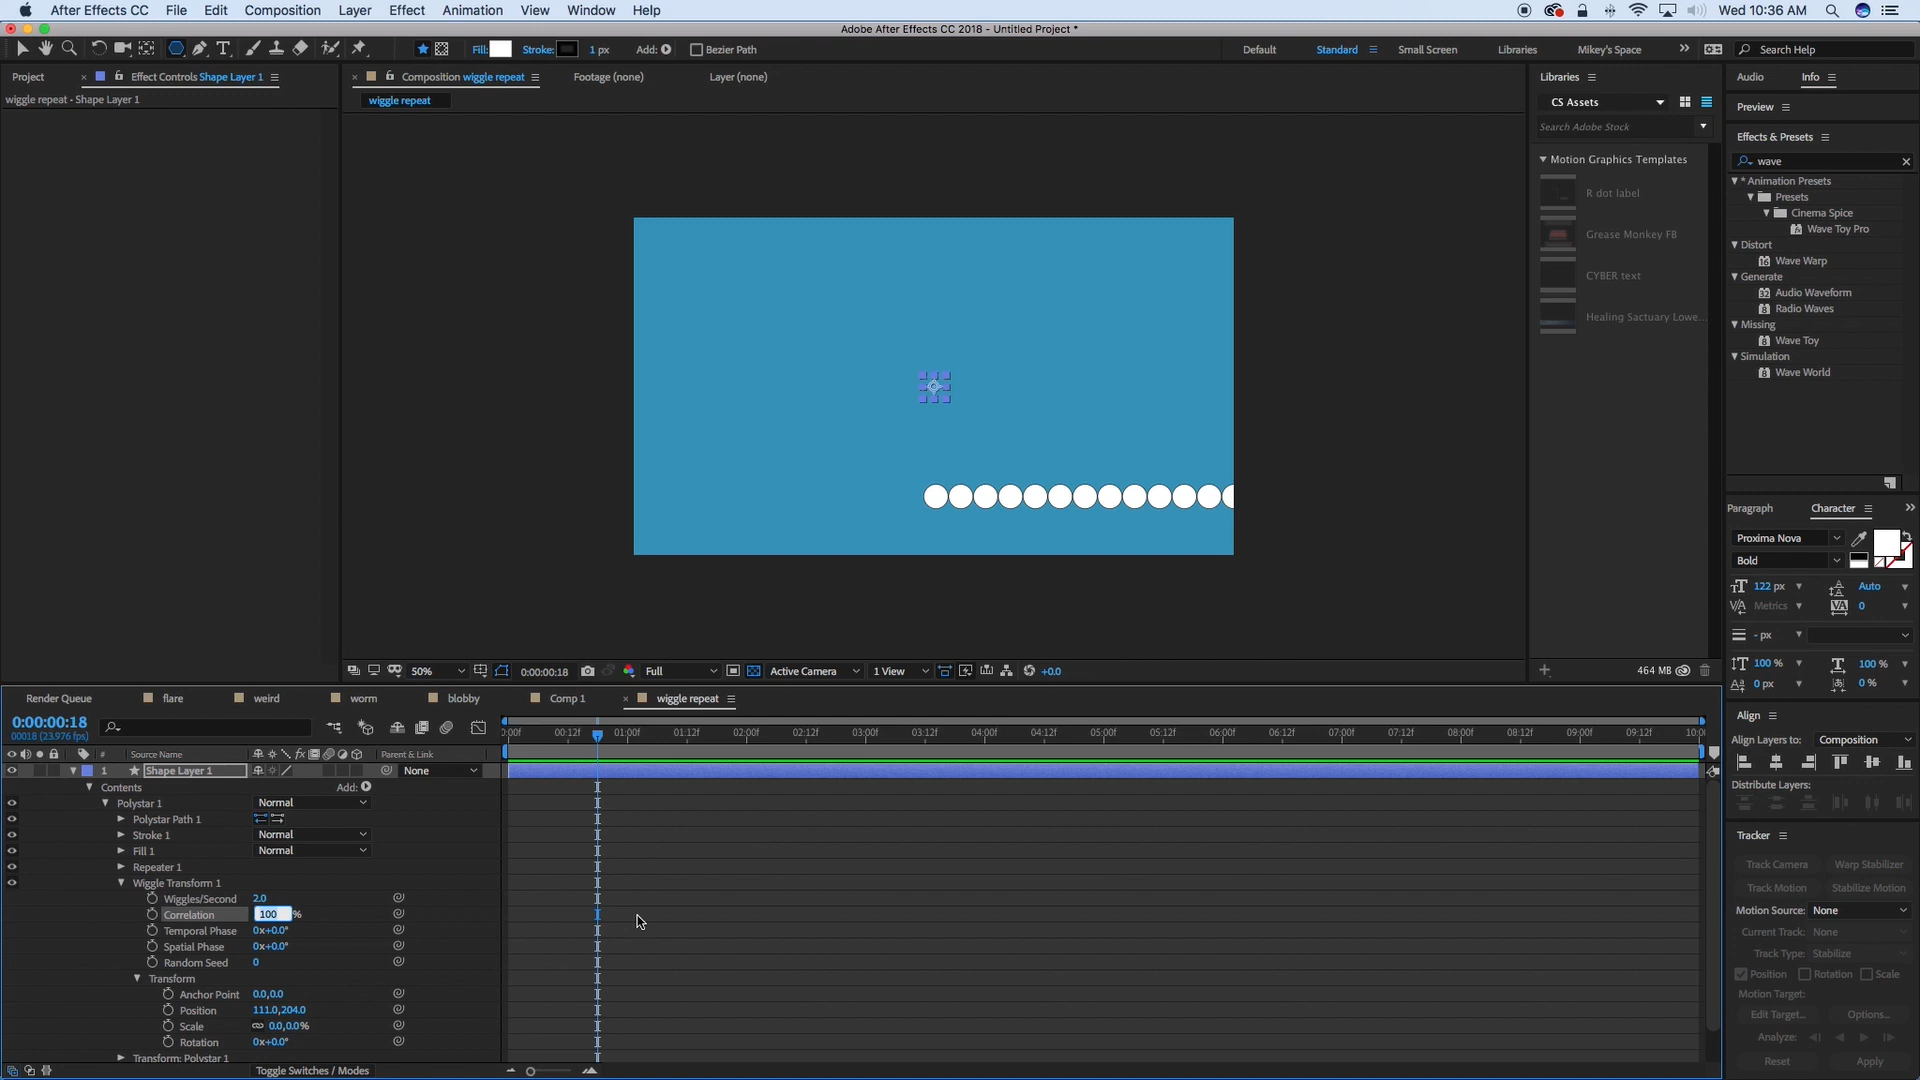 After Effects CC File Edit Composition Layer Effect Animation View Window Help Wed 10:36 AM
Adobe After Effects CC 2018 - Untitled Project *
Fill: Stroke: 1 px Add: Bezier Path Default Standard Small Screen Libraries Mikey's Space Search Help
Project Effect Controls Shape Layer 1 Composition wiggle repeat Footage (none) Layer (none) Libraries Audio Info
wiggle repeat • Shape Layer 1
wiggle repeat
CS Assets
Preview
Search Adobe Stock
Effects & Presets
Motion Graphics Templates
wave
R dot label
* Animation Presets
Presets
Cinema Spice
Grease Monkey FB
Wave Toy Pro
Distort
Wave Warp
CYBER text
Generate
Audio Waveform
Radio Waves
Healing Sactuary Lowe...
Missing
Wave Toy
Simulation
Wave World
Paragraph Character
Proxima Nova
Bold
122 px Auto
Metrics 0
- px
100 % 100 %
0 px 0 %
50% 0:00:00:18 Full Active Camera 1 View +0.0 464 MB
Render Queue flare weird worm blobby Comp 1 wiggle repeat
Align
0:00:00:18
00018 (23.976 fps)
:00f 00:12f 01:00f 01:12f 02:00f 02:12f 03:00f 03:12f 04:00f 04:12f 05:00f 05:12f 06:00f 06:12f 07:00f 07:12f 08:00f 08:12f 09:00f 09:12f 10:0
Align Layers to: Composition
# Source Name Parent & Link
1 Shape Layer 1 None
Contents Add:
Distribute Layers:
Polystar 1 Normal
Polystar Path 1
Stroke 1 Normal
Tracker
Fill 1 Normal
Repeater 1
Track Camera Warp Stabilizer
Wiggle Transform 1
Track Motion Stabilize Motion
Wiggles/Second 2.0
Correlation 100 %
Motion Source: None
Temporal Phase 0x+0.0°
Current Track: None
Spatial Phase 0x+0.0°
Track Type: Stabilize
Random Seed 0
Position Rotation Scale
Transform
Motion Target:
Anchor Point 0.0,0.0
Position 111.0,204.0
Edit Target... Options...
Scale 0.0,0.0%
Rotation 0x+0.0°
Analyze:
Transform: Polystar 1
Reset Apply
Toggle Switches / Modes